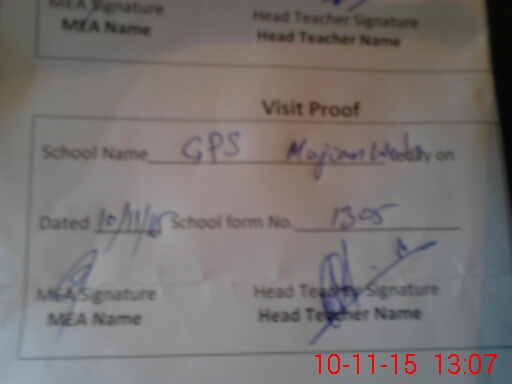 MEA Signature Head Teacher Signature
MEA Name Head Teacher Name
Visit Proof
School Name GPS on
Dated 10/11/15 School form No. 1305
MEA Signature Head Teacher Signature
MEA Name Head Teacher Name
10-11-15 13:07